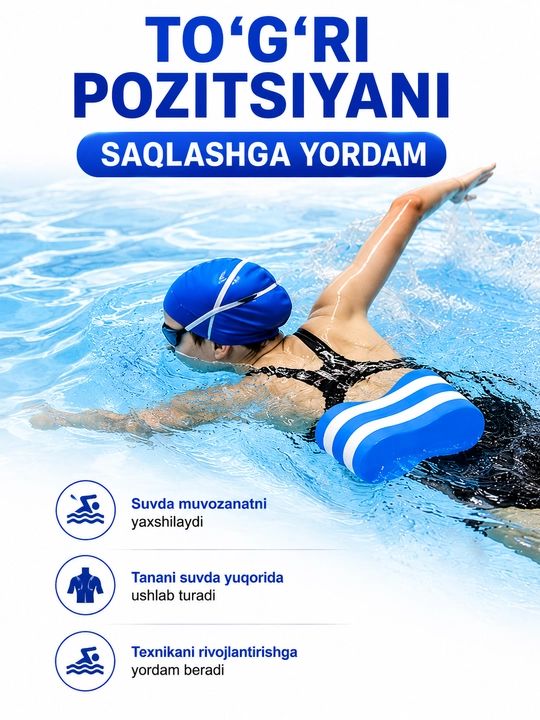 TO‘G‘RI
POZITSIYANI
SAQLASHGA YORDAM
Suvda muvozanatni
yaxshilaydi
Tanani suvda yuqorida
ushlab turadi
Texnikani rivojlantirishga
yordam beradi